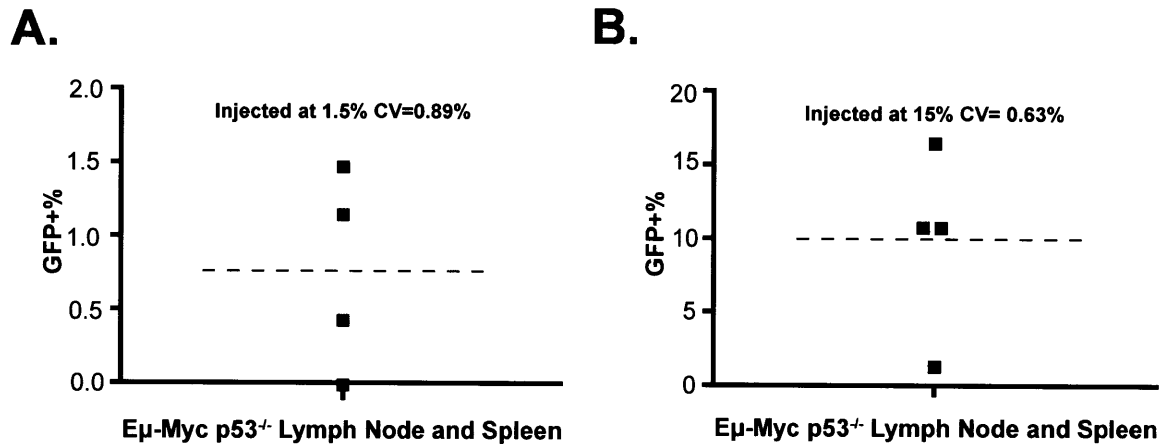 A.
B.
2.0
1.5
1.0
0.5
0.0
GFP+%
Injected at 1.5% CV=0.89%
Eμ-Myc p53-/- Lymph Node and Spleen
20
15
10
5
0
GFP+%
Injected at 15% CV= 0.63%
Eμ-Myc p53-/- Lymph Node and Spleen